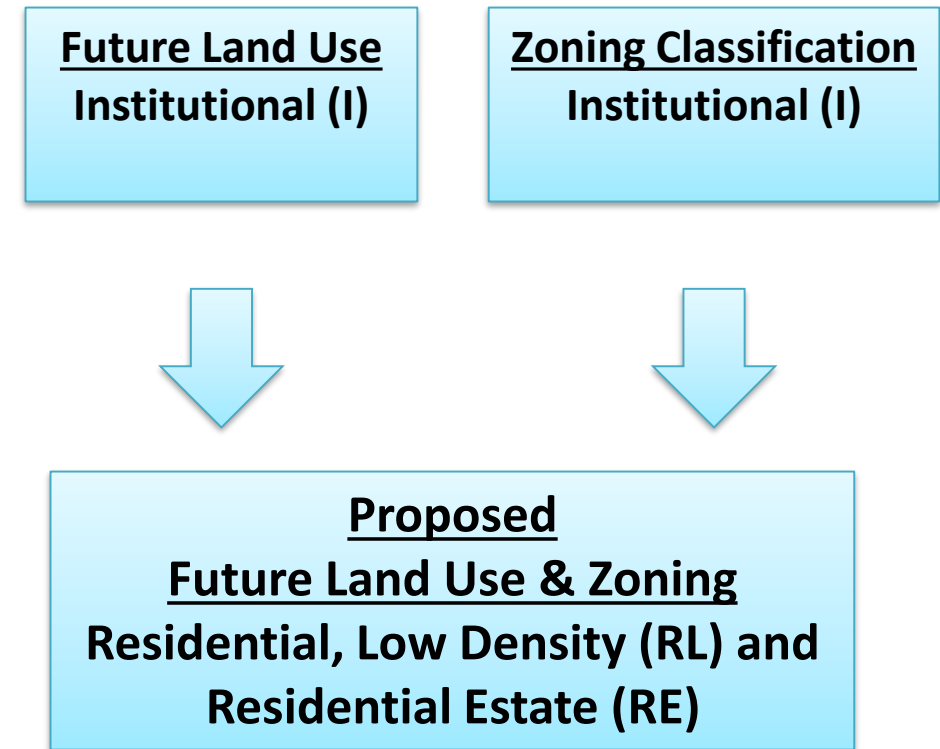 Future Land Use
Institutional (I)
Zoning Classification
Institutional (I)
Proposed
Future Land Use & Zoning
Residential, Low Density (RL) and
Residential Estate (RE)